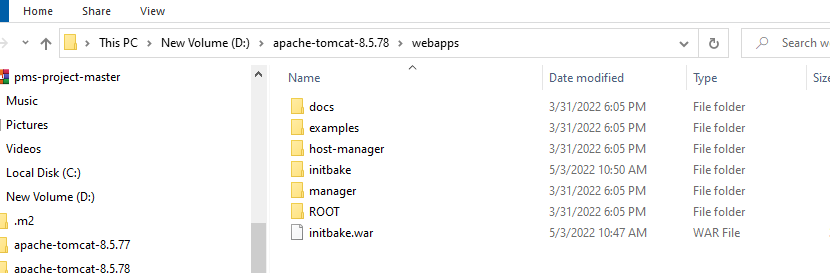 Home Share View
This PC New Volume (D:) apache-tomcat-8.5.78 webapps Search
pms-project-master
Music
Pictures
Videos
Local Disk (C:)
New Volume (D:)
.m2
apache-tomcat-8.5.77
apache-tomcat-8.5.78
Name Date modified Type
docs 3/31/2022 6:05 PM File folder
examples 3/31/2022 6:05 PM File folder
host-manager 3/31/2022 6:05 PM File folder
initbake 5/3/2022 10:50 AM File folder
manager 3/31/2022 6:05 PM File folder
ROOT 3/31/2022 6:05 PM File folder
initbake.war 5/3/2022 10:47 AM WAR File